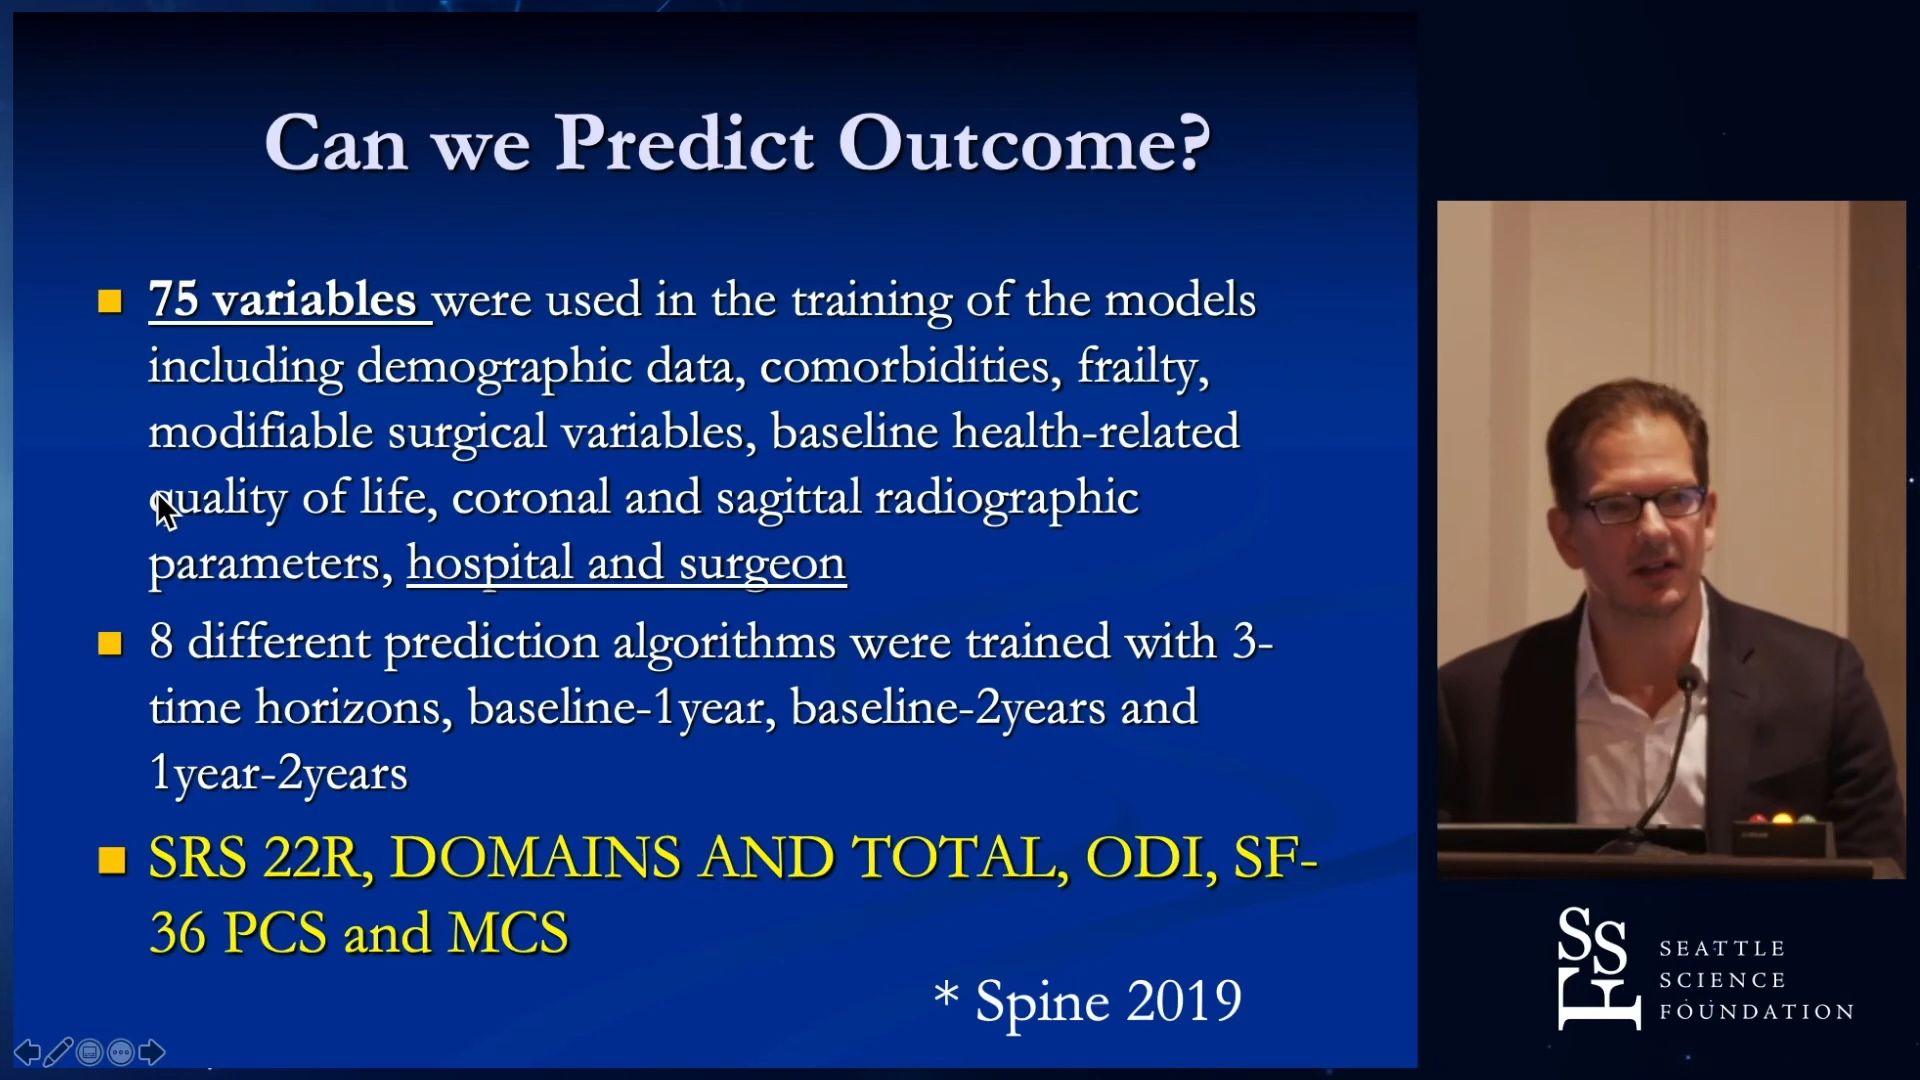 Can we Predict Outcome?
75 variables were used in the training of the models
including demographic data, comorbidities, frailty,
modifiable surgical variables, baseline health-related
quality of life, coronal and sagittal radiographic
parameters, hospital and surgeon
8 different prediction algorithms were trained with 3-
time horizons, baseline-1year, baseline-2years and
1year-2years
SRS 22R, DOMAINS AND TOTAL, ODI, SF-
36 PCS and MCS
* Spine 2019
SSF
SEATTLE
SCIENCE
FOUNDATION